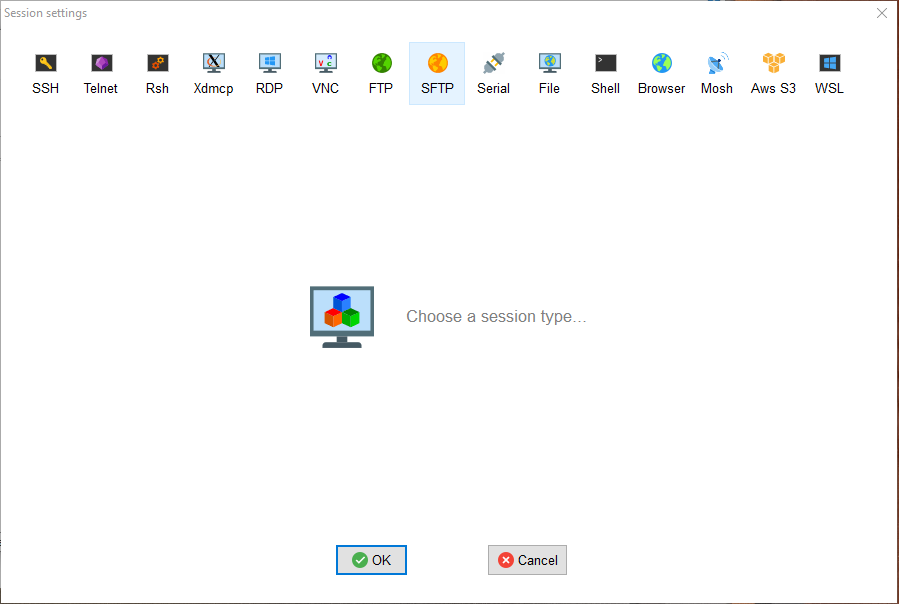 Session settings
SSH Telnet Rsh Xdmcp RDP VNC FTP SFTP Serial File Shell Browser Mosh Aws S3 WSL
Choose a session type...
OK Cancel